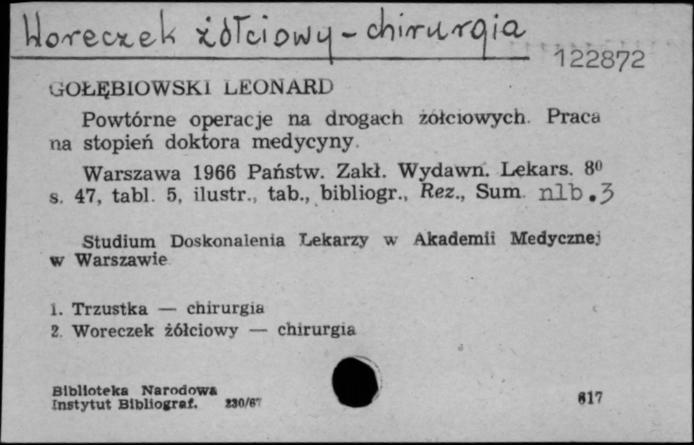 Woreczek żółciowy - chirurgia
122872
GOŁĘBIOWSKI LEONARD
Powtórne operacje na drogach żółciowych. Praca
na stopień doktora medycyny.
Warszawa 1966 Państw. Zakł. Wydawn. Lekars. 8⁰
s. 47, tabl. 5, ilustr., tab., bibliogr., Rez., Sum. nlb.3
Studium Doskonalenia Lekarzy w Akademii Medycznej
w Warszawie
1. Trzustka — chirurgia
2. Woreczek żółciowy — chirurgia
Biblioteka Narodowa
Instytut Bibliograf. 230/67
617